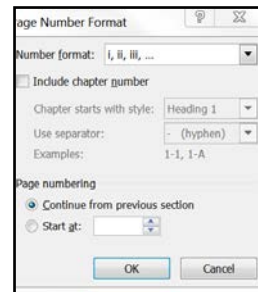 age Number Format
Number format: i, ii, iii, ...
Include chapter number
Chapter starts with style: Heading 1
Use separator: - (hyphen)
Examples: 1-1, 1-A
Page numbering
Continue from previous section
Start at:
OK Cancel